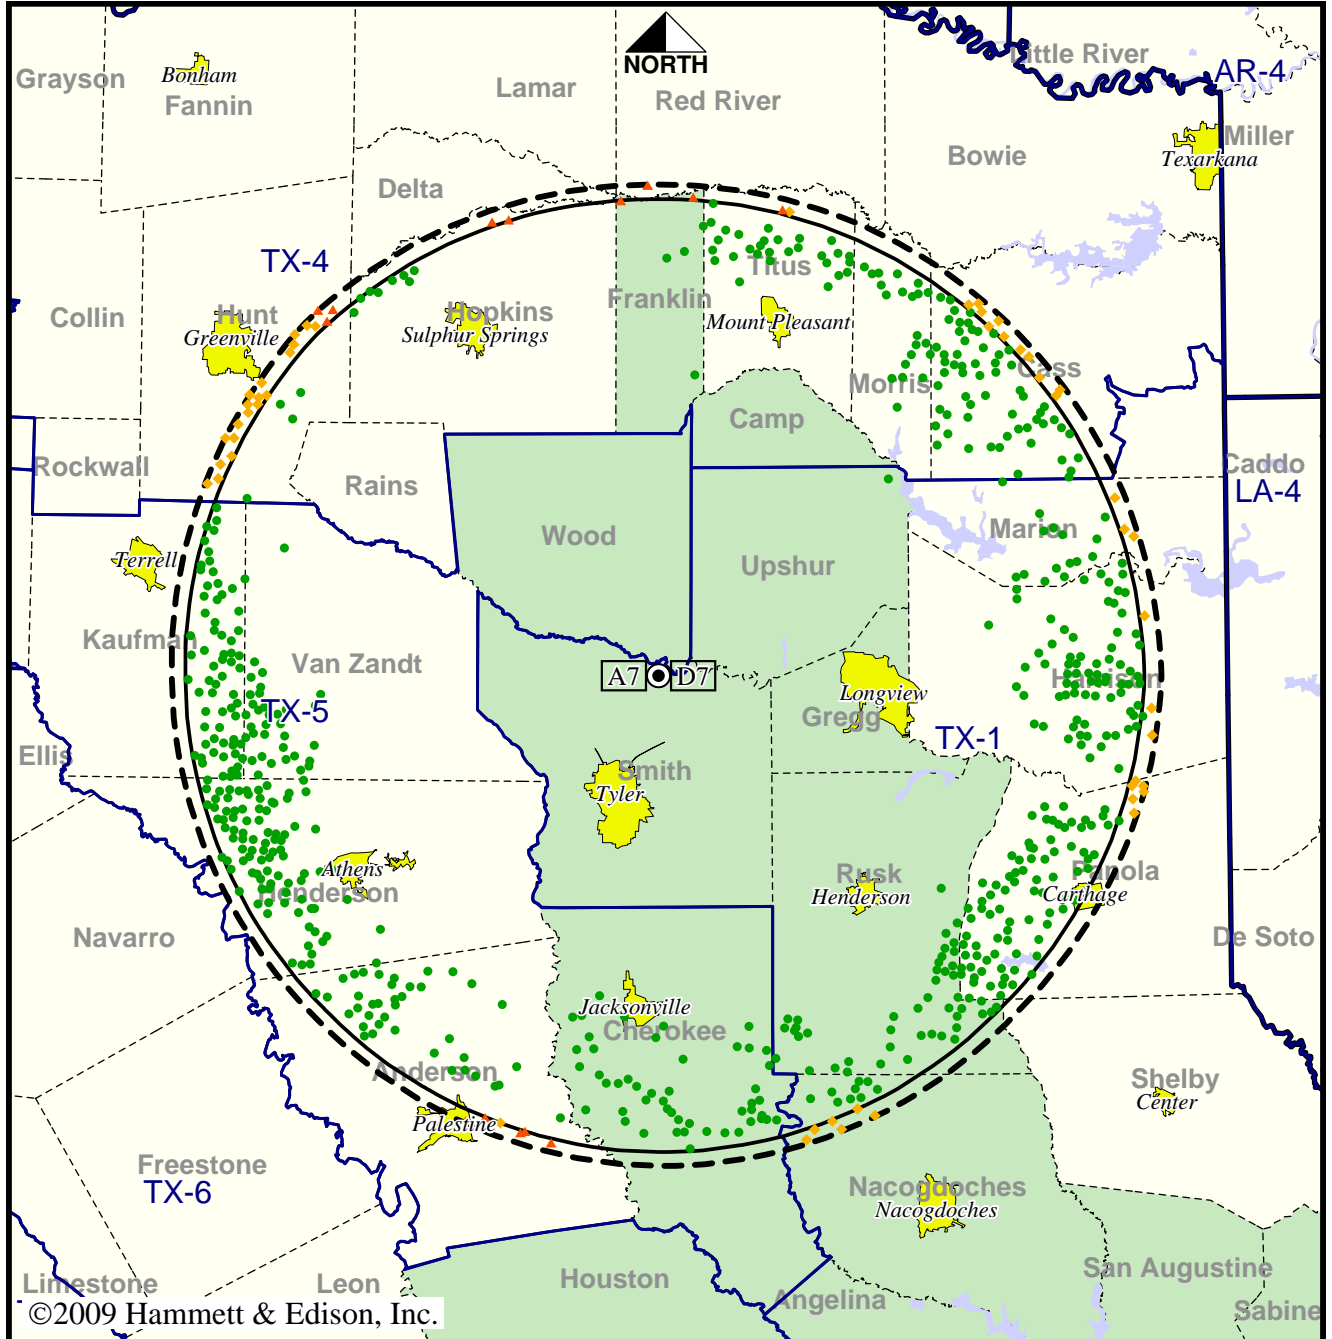 Little River
AR-4
NORTH
Grayson
Bonham
Fannin
Lamar
Red River
Miller
Texarkana
Bowie
Delta
TX-4
Titus
Collin
Hunt
Greenville
Hopkins
Sulphur Springs
Franklin
Mount Pleasant
Cass
Morris
Camp
Rockwall
Caddo
LA-4
Rains
Wood
Marion
Terrell
Upshur
Kaufman
Van Zandt
A7
D7
Harrison
Longview
TX-5
Gregg
TX-1
Ellis
Smith
Tyler
Athens
Henderson
Rusk
Henderson
Panola
Carthage
Navarro
De Soto
Jacksonville
Cherokee
Anderson
Shelby
Center
Palestine
Freestone
TX-6
Nacogdoches
Nacogdoches
Limestone
Leon
Houston
San Augustine
Angelina
Sabine
©2009 Hammett & Edison, Inc.